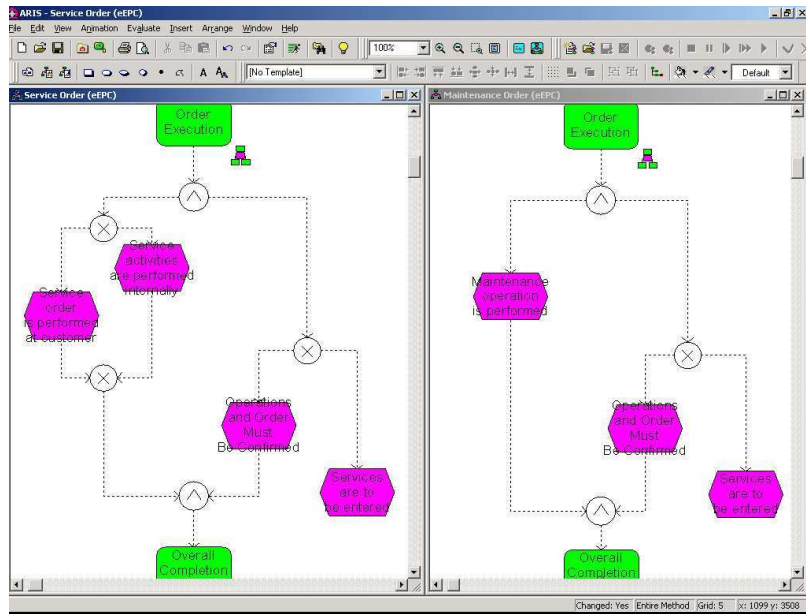 ARIS - Service Order (eEPC)
File Edit View Animation Evaluate Insert Arrange Window Help
100%
[No Template]
Default
Service Order (eEPC)
Order
Execution
Service
activities
are performed
internally
Service
order
is performed
at customer
Operations
and Order
Must
Be Confirmed
Services
are to
be entered
Overall
Completion
Maintenance Order (eEPC)
Order
Execution
Maintenance
operation
is performed
Operations
and Order
Must
Be Confirmed
Services
are to
be entered
Overall
Completion
Changed: Yes Entire Method Grid: 5 x: 1099 y: 3508